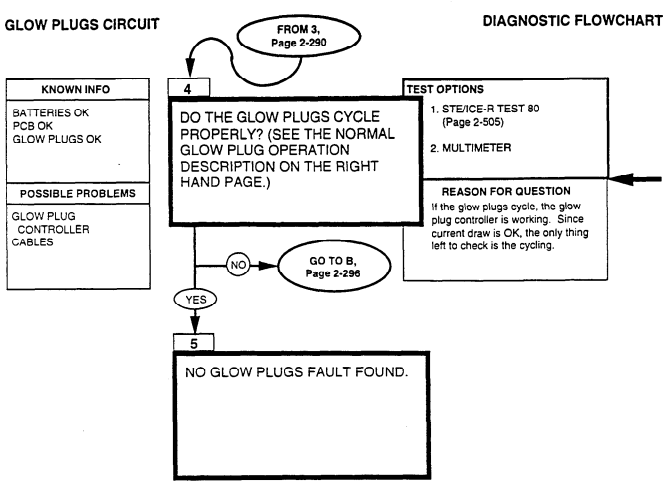 GLOW PLUGS CIRCUIT
DIAGNOSTIC FLOWCHART
FROM 3,
Page 2-290
KNOWN INFO
BATTERIES OK
PCB OK
GLOW PLUGS OK
POSSIBLE PROBLEMS
GLOW PLUG
CONTROLLER
CABLES
4
DO THE GLOW PLUGS CYCLE
PROPERLY? (SEE THE NORMAL
GLOW PLUG OPERATION
DESCRIPTION ON THE RIGHT
HAND PAGE.)
TEST OPTIONS
1. STE/ICE-R TEST 80
(Page 2-505)
2. MULTIMETER
REASON FOR QUESTION
If the glow plugs cycle, the glow
plug controller is working. Since
current draw is OK, the only thing
left to check is the cycling.
NO
GO TO B,
Page 2-296
YES
5
NO GLOW PLUGS FAULT FOUND.